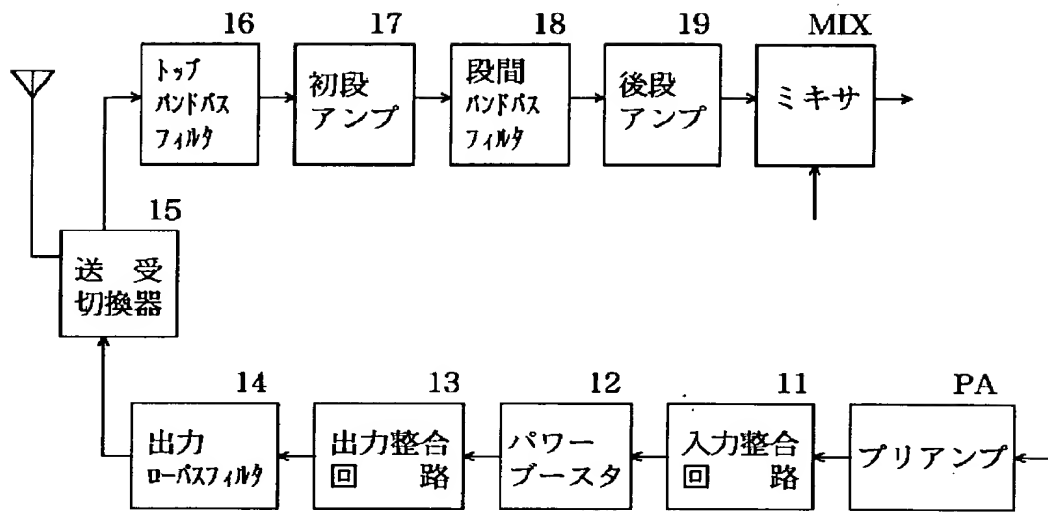 16
17
18
19
MIX
トップ
バンドパス
フィルタ
初段
アンプ
段間
バンドパス
フィルタ
後段
アンプ
ミキサ
15
送 受
切換器
14
13
12
11
PA
出力
ローパスフィルタ
出力整合
回 路
パワー
ブースタ
入力整合
回 路
プリアンプ